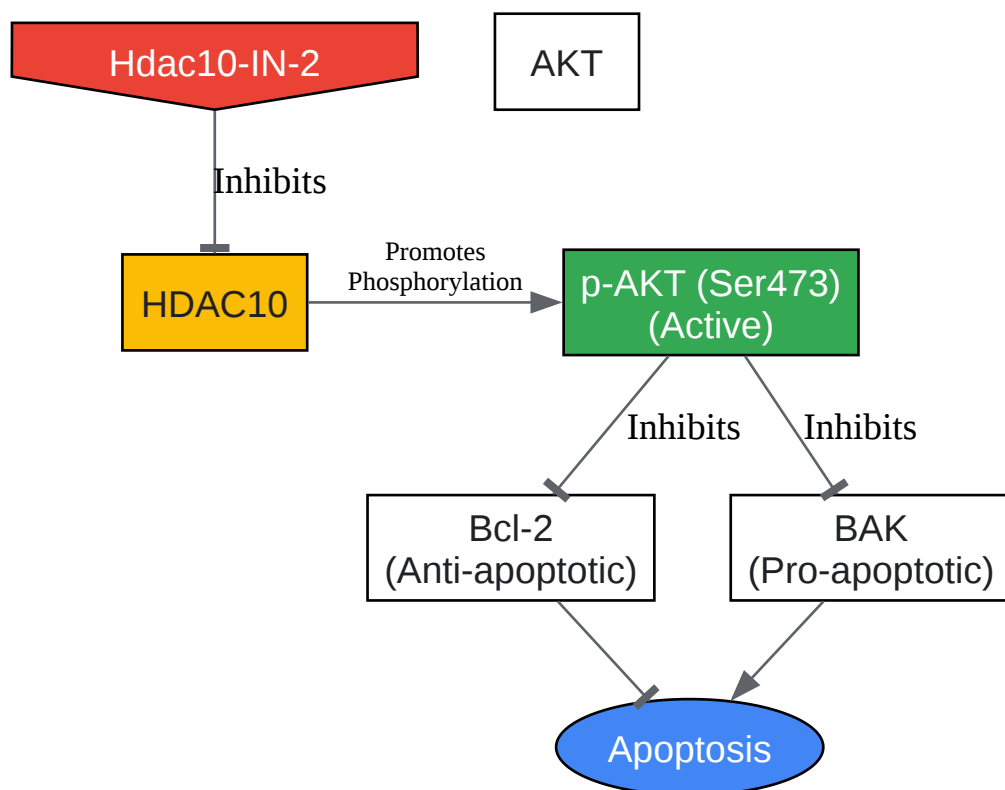 Hdac10-IN-2
AKT
Inhibits
Promotes
Phosphorylation
HDAC10
p-AKT (Ser473)
(Active)
Inhibits
Inhibits
Bcl-2
(Anti-apoptotic)
BAK
(Pro-apoptotic)
Apoptosis